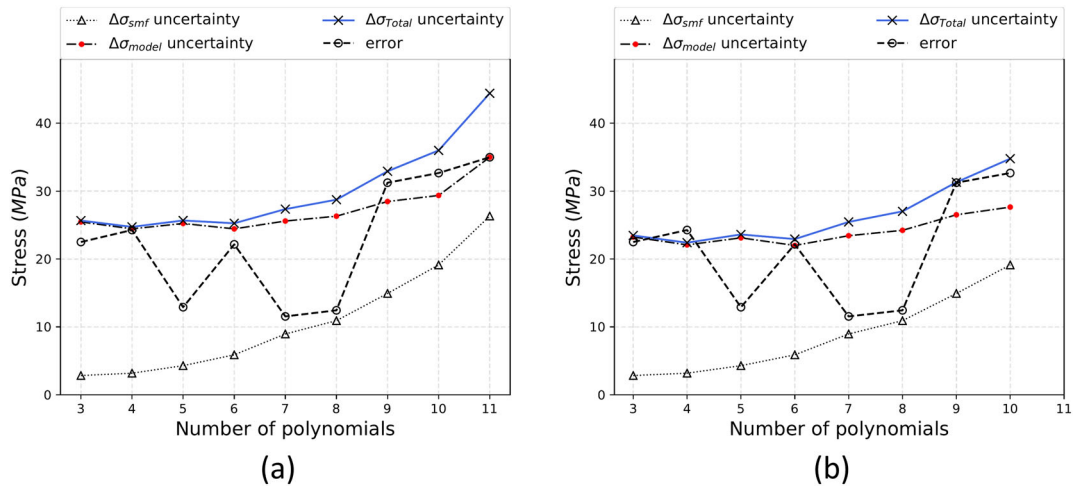 Δσsmf uncertainty
Δσmodel uncertainty
ΔσTotal uncertainty
error
Stress (MPa)
40
30
20
10
0
3 4 5 6 7 8 9 10 11
Number of polynomials
(a)
Δσsmf uncertainty
Δσmodel uncertainty
ΔσTotal uncertainty
error
Stress (MPa)
40
30
20
10
0
3 4 5 6 7 8 9 10 11
Number of polynomials
(b)